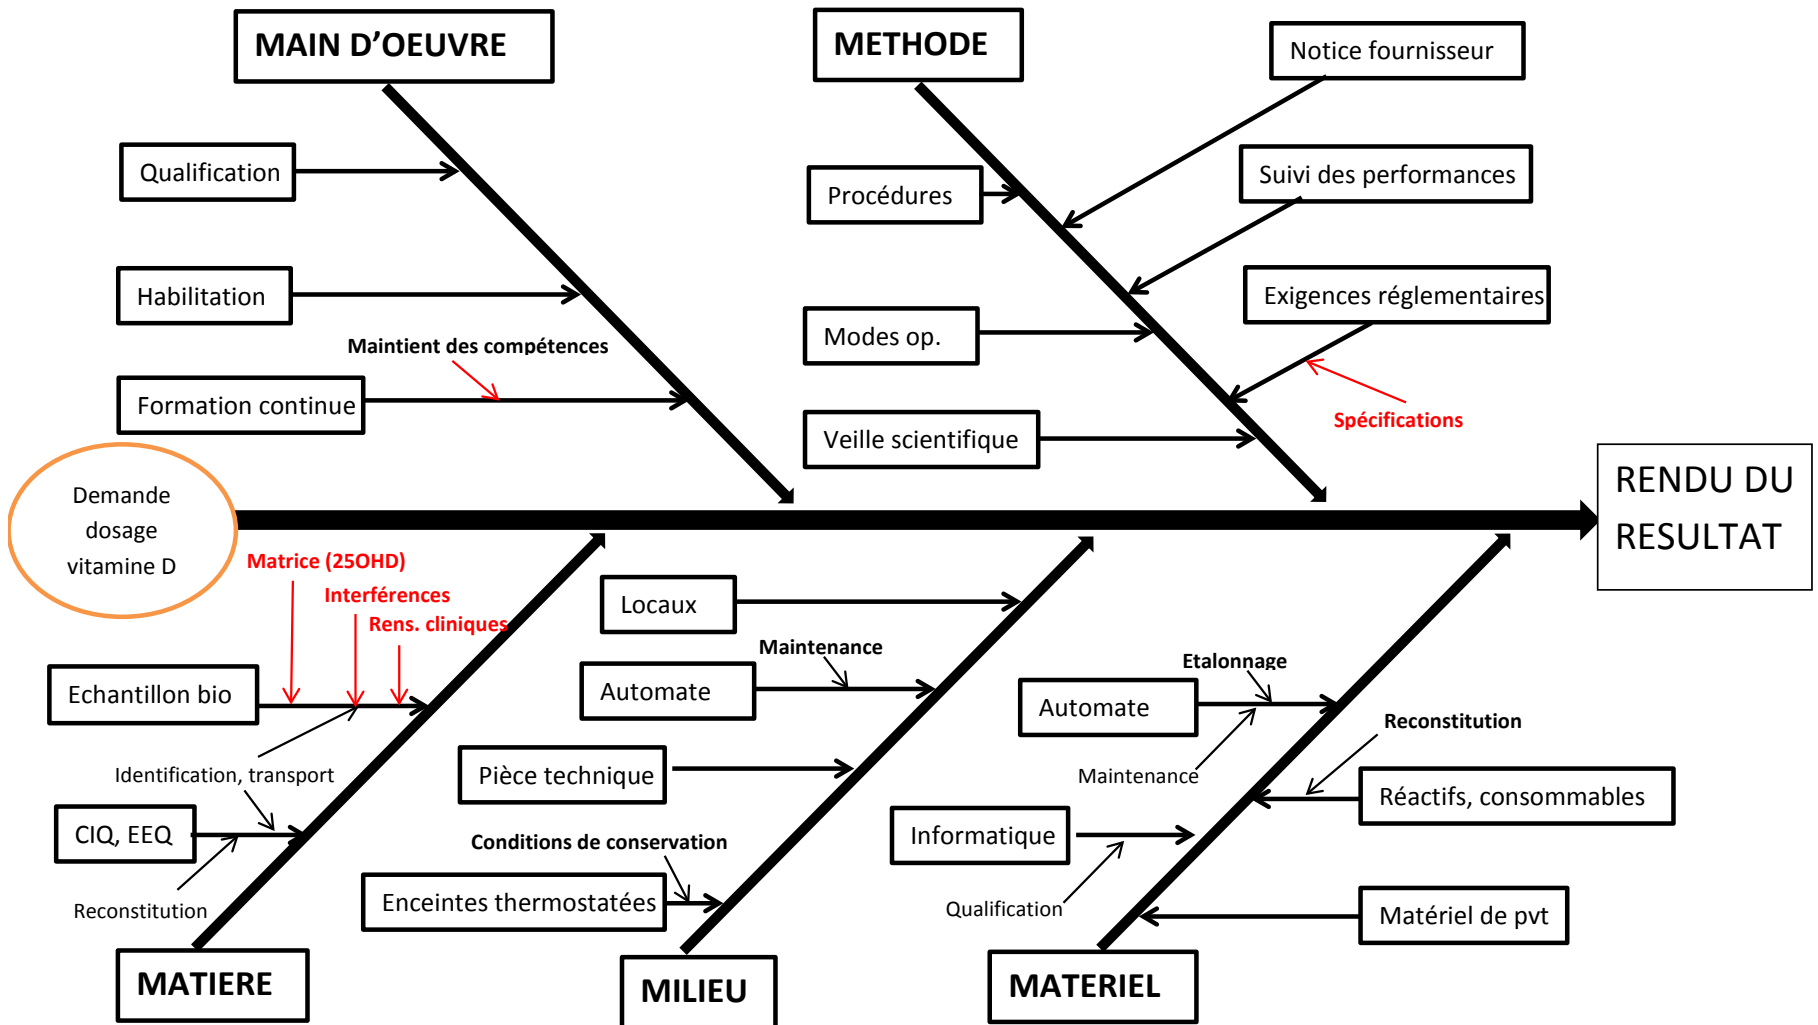 MAIN D’OEUVRE
METHODE
Notice fournisseur
Qualification
Procédures
Suivi des performances
Habilitation
Exigences réglementaires
Modes op.
Maintient des compétences
Formation continue
Spécifications
Veille scientifique
Demande
dosage
vitamine D
RENDU DU
RESULTAT
Matrice (25OHD)
Interférences
Rens. cliniques
Locaux
Maintenance
Etalonnage
Echantillon bio
Automate
Automate
Reconstitution
Identification, transport
Pièce technique
Maintenance
Réactifs, consommables
CIQ, EEQ
Conditions de conservation
Informatique
Reconstitution
Enceintes thermostatées
Qualification
Matériel de pvt
MATIERE
MILIEU
MATERIEL